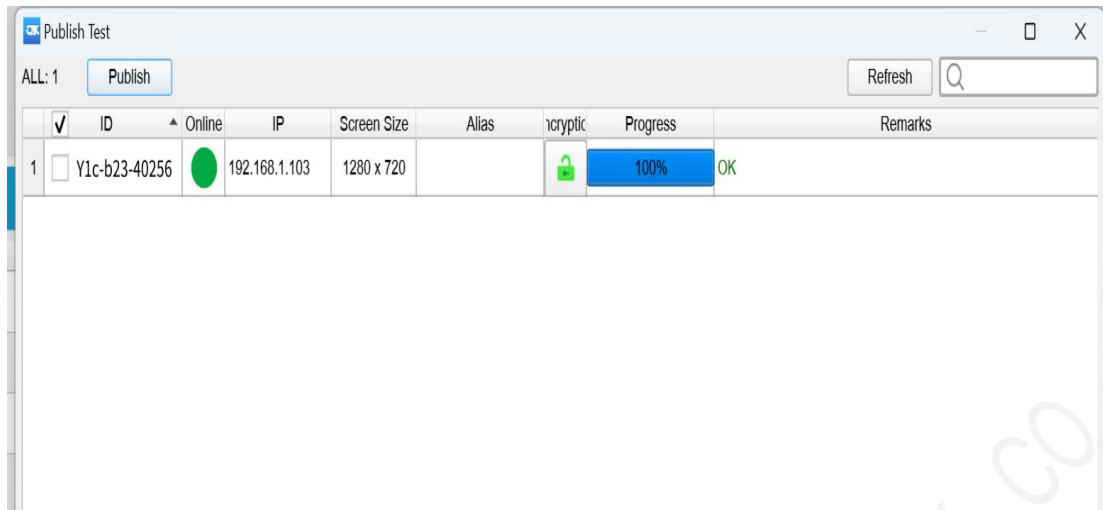 Publish Test
ALL: 1 Publish Refresh
ID Online IP Screen Size Alias ncryptic Progress Remarks
1 Y1c-b23-40256 192.168.1.103 1280 x 720 100% OK
CO